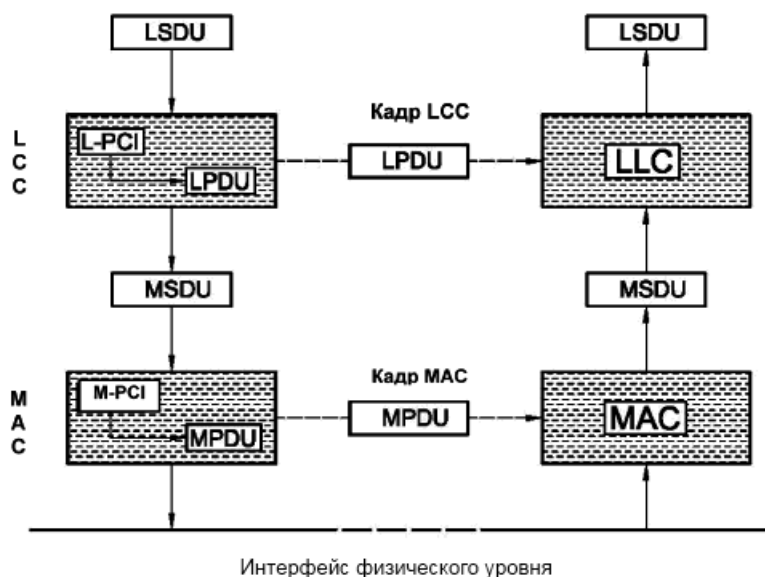 LSDU
LSDU
L
C
C
L-PCI
LPDU
Кадр LCC
LPDU
LLC
MSDU
MSDU
M
A
C
M-PCI
MPDU
Кадр MAC
MPDU
MAC
Интерфейс физического уровня